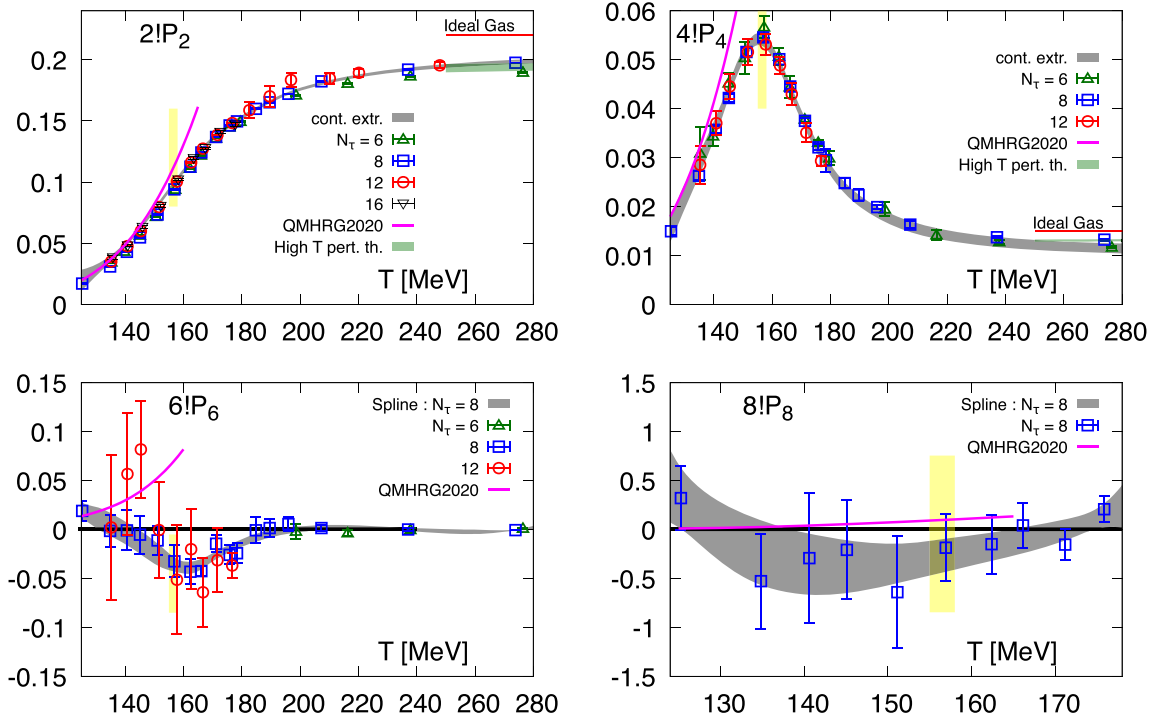 2!P2
Ideal Gas
cont. extr.
Nτ = 6
8
12
16
QMHRG2020
High T pert. th.
T [MeV]
0.2
0.15
0.1
0.05
0
140 160 180 200 220 240 260 280
4!P4
cont. extr.
Nτ = 6
8
12
QMHRG2020
High T pert. th.
Ideal Gas
T [MeV]
0.06
0.05
0.04
0.03
0.02
0.01
0
140 160 180 200 220 240 260 280
6!P6
Spline : Nτ = 8
Nτ = 6
8
12
QMHRG2020
T [MeV]
0.15
0.1
0.05
0
-0.05
-0.1
-0.15
140 160 180 200 220 240 260 280
8!P8
Spline : Nτ = 8
Nτ = 8
QMHRG2020
T [MeV]
1.5
1
0.5
0
-0.5
-1
-1.5
130 140 150 160 170